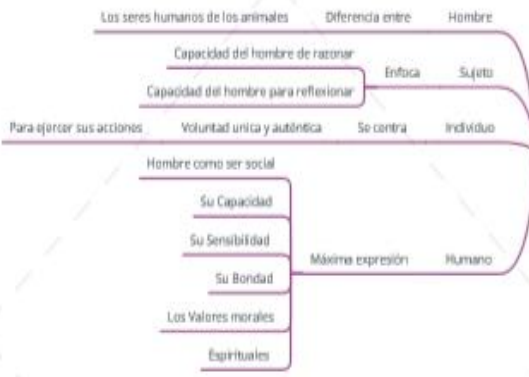 Los seres humanos de los animales Diferencia entre Hombre
Capacidad del hombre de razonar
Enfoca Sujeto
Capacidad del hombre para reflexionar
Para ejercer sus acciones Voluntad unica y auténtica Se centra Individuo
Hombre como ser social
Su Capacidad
Su Sensibilidad
Máxima expresión Humano
Su Bondad
Los Valores morales
Espirituales